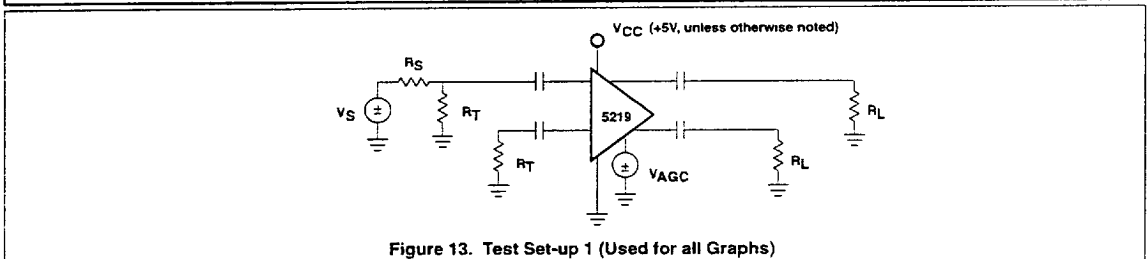 VCC (+5V, unless otherwise noted)
RS
VS
RT
RT
5219
VAGC
RL
RL
Figure 13. Test Set-up 1 (Used for all Graphs)